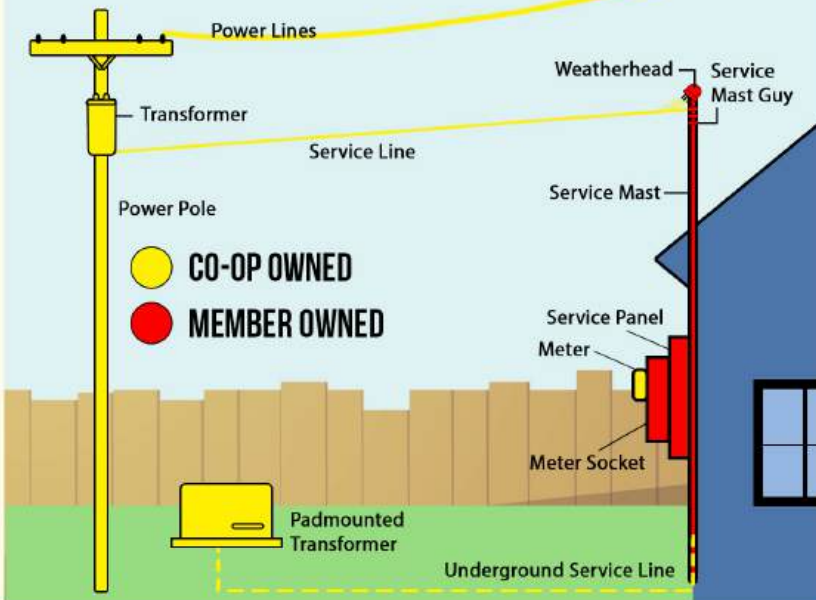 Power Lines
Weatherhead
Service
Mast Guy
Transformer
Service Line
Service Mast
Power Pole
CO-OP OWNED
MEMBER OWNED
Service Panel
Meter
Meter Socket
Padmounted
Transformer
Underground Service Line